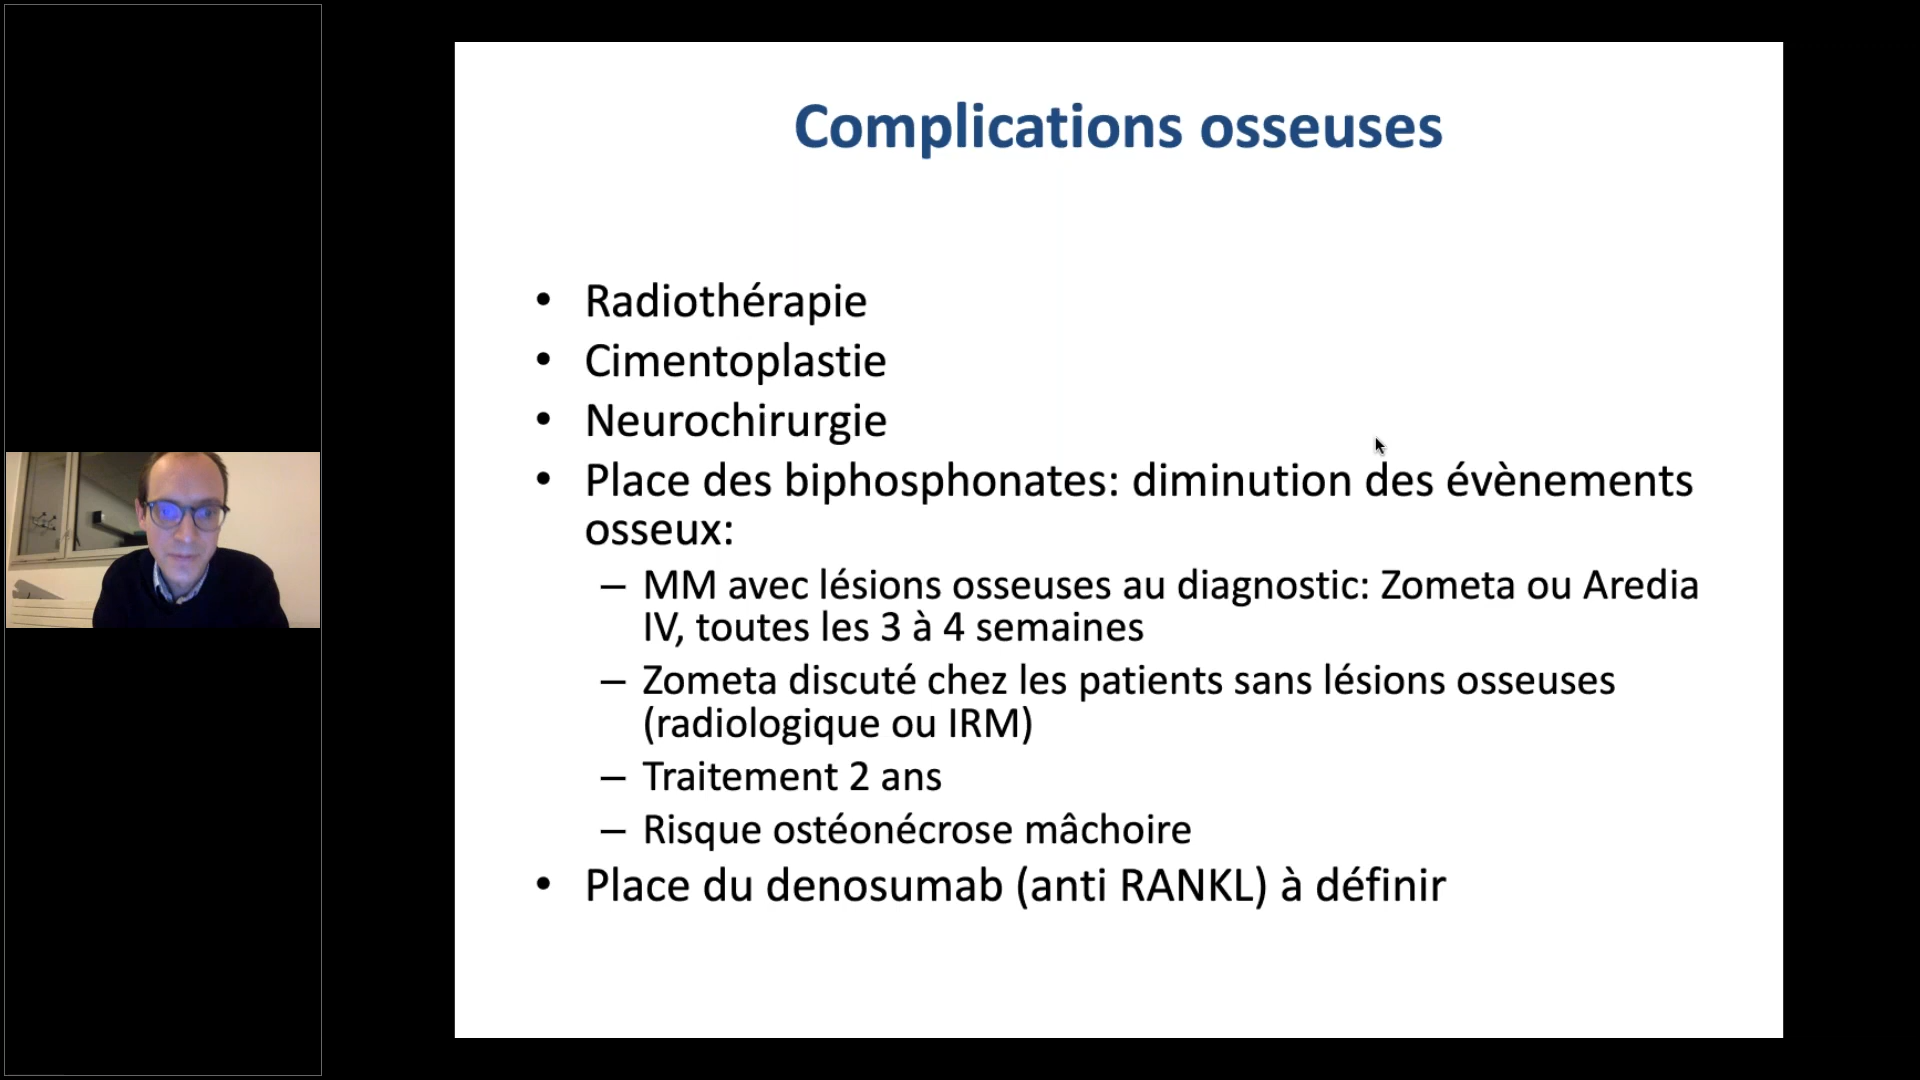 Complications osseuses
• Radiothérapie
• Cimentoplastie
• Neurochirurgie
• Place des biphosphonates: diminution des évènements
osseux:
– MM avec lésions osseuses au diagnostic: Zometa ou Aredia
IV, toutes les 3 à 4 semaines
– Zometa discuté chez les patients sans lésions osseuses
(radiologique ou IRM)
– Traitement 2 ans
– Risque ostéonécrose mâchoire
• Place du denosumab (anti RANKL) à définir